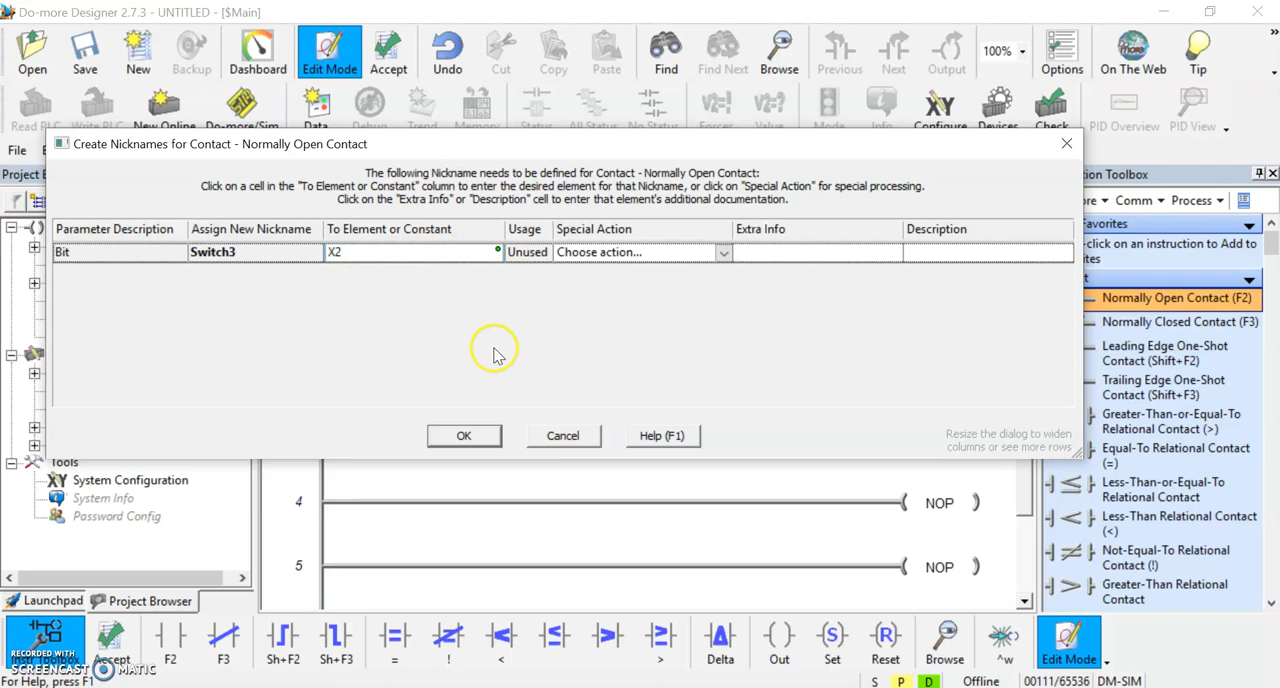 Do-more Designer 2.7.3 - UNTITLED - [$Main]
Open Save New Backup Dashboard Edit Mode Accept Undo Cut Copy Paste Find Find Next Browse Previous Next Output 100% Options On The Web Tip
Read PLC Write PLC New Online Do-more/Sim Data Debug Trend Memory Status All Status No Status Forces Value Mode Info Configure Devices Check PID Overview PID View
File
Create Nicknames for Contact - Normally Open Contact
The following Nickname needs to be defined for Contact - Normally Open Contact:
Click on a cell in the "To Element or Constant" column to enter the desired element for that Nickname, or click on "Special Action" for special processing.
Click on the "Extra Info" or "Description" cell to enter that element's additional documentation.
Parameter Description Assign New Nickname To Element or Constant Usage Special Action Extra Info Description
Bit Switch3 X2 Unused Choose action...
OK Cancel Help (F1)
Resize the dialog to widen
columns or see more rows
Project
tion Toolbox
re Comm Process
avorites
-click on an instruction to Add to
ites
t
Normally Open Contact (F2)
Normally Closed Contact (F3)
Leading Edge One-Shot
Contact (Shift+F2)
Trailing Edge One-Shot
Contact (Shift+F3)
Greater-Than-or-Equal-To
Relational Contact (>)
Equal-To Relational Contact
(=)
Less-Than-or-Equal-To
Relational Contact
Less-Than Relational Contact
(<)
Not-Equal-To Relational
Contact (!)
Greater-Than Relational
Contact
Tools
System Configuration
System Info
Password Config
4 NOP
5 NOP
Launchpad Project Browser
Instr Toolbox Accept F2 F3 Sh+F2 Sh+F3 = ! < > Delta Out Set Reset Browse ^w Edit Mode
RECORDED WITH
SCREENCAST MATIC
For Help, press F1
S P D Offline 00111/65536 DM-SIM